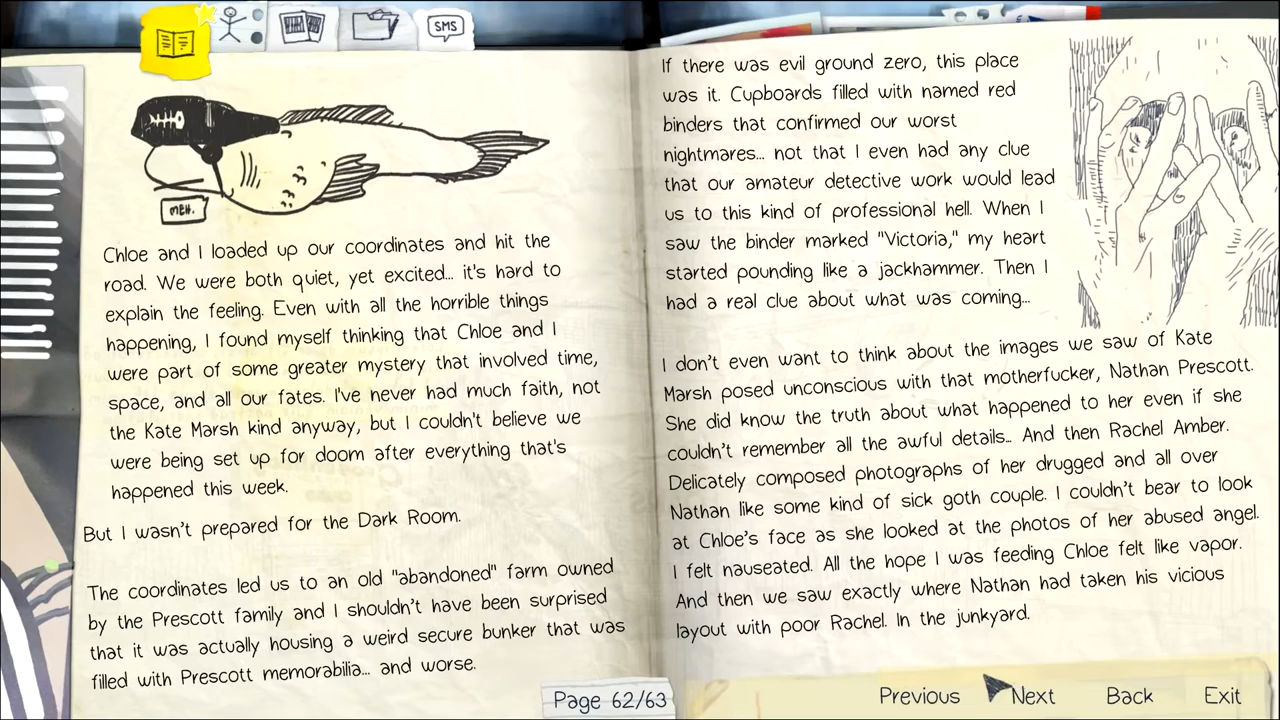 SMS
MEH.
Chloe and I loaded up our coordinates and hit the
road. We were both quiet, yet excited... it's hard to
explain the feeling. Even with all the horrible things
happening, I found myself thinking that Chloe and I
were part of some greater mystery that involved time,
space, and all our fates. I've never had much faith, not
the Kate Marsh kind anyway, but I couldn't believe we
were being set up for doom after everything that's
happened this week.
But I wasn't prepared for the Dark Room.
The coordinates led us to an old "abandoned" farm owned
by the Prescott family and I shouldn't have been surprised
that it was actually housing a weird secure bunker that was
filled with Prescott memorabilia... and worse.
If there was evil ground zero, this place
was it. Cupboards filled with named red
binders that confirmed our worst
nightmares... not that I even had any clue
that our amateur detective work would lead
us to this kind of professional hell. When I
saw the binder marked "Victoria," my heart
started pounding like a jackhammer. Then I
had a real clue about what was coming...
I don't even want to think about the images we saw of Kate
Marsh posed unconscious with that motherfucker, Nathan Prescott.
She did know the truth about what happened to her even if she
couldn't remember all the awful details... And then Rachel Amber.
Delicately composed photographs of her drugged and all over
Nathan like some kind of sick goth couple. I couldn't bear to look
at Chloe's face as she looked at the photos of her abused angel.
I felt nauseated. All the hope I was feeding Chloe felt like vapor.
And then we saw exactly where Nathan had taken his vicious
layout with poor Rachel. In the junkyard.
Page 62/63
Previous Next Back Exit